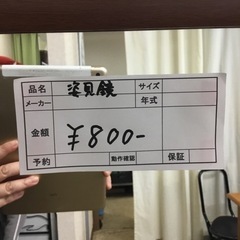 品名 姿見鏡 サイズ
メーカー 年式
金額 ¥800-
予約 動作確認 保証